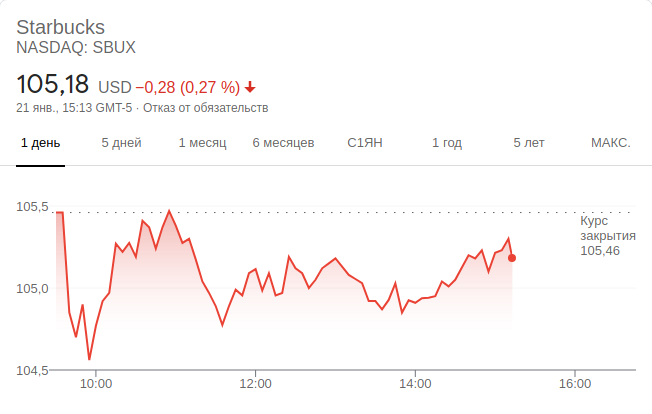 Starbucks
NASDAQ: SBUX
105,18 USD −0,28 (0,27 %)
21 янв., 15:13 GMT-5 · Отказ от обязательств
1 день 5 дней 1 месяц 6 месяцев С1ЯН 1 год 5 лет МАКС.
105,5
Курс
закрытия
105,46
105,0
104,5
10:00 12:00 14:00 16:00